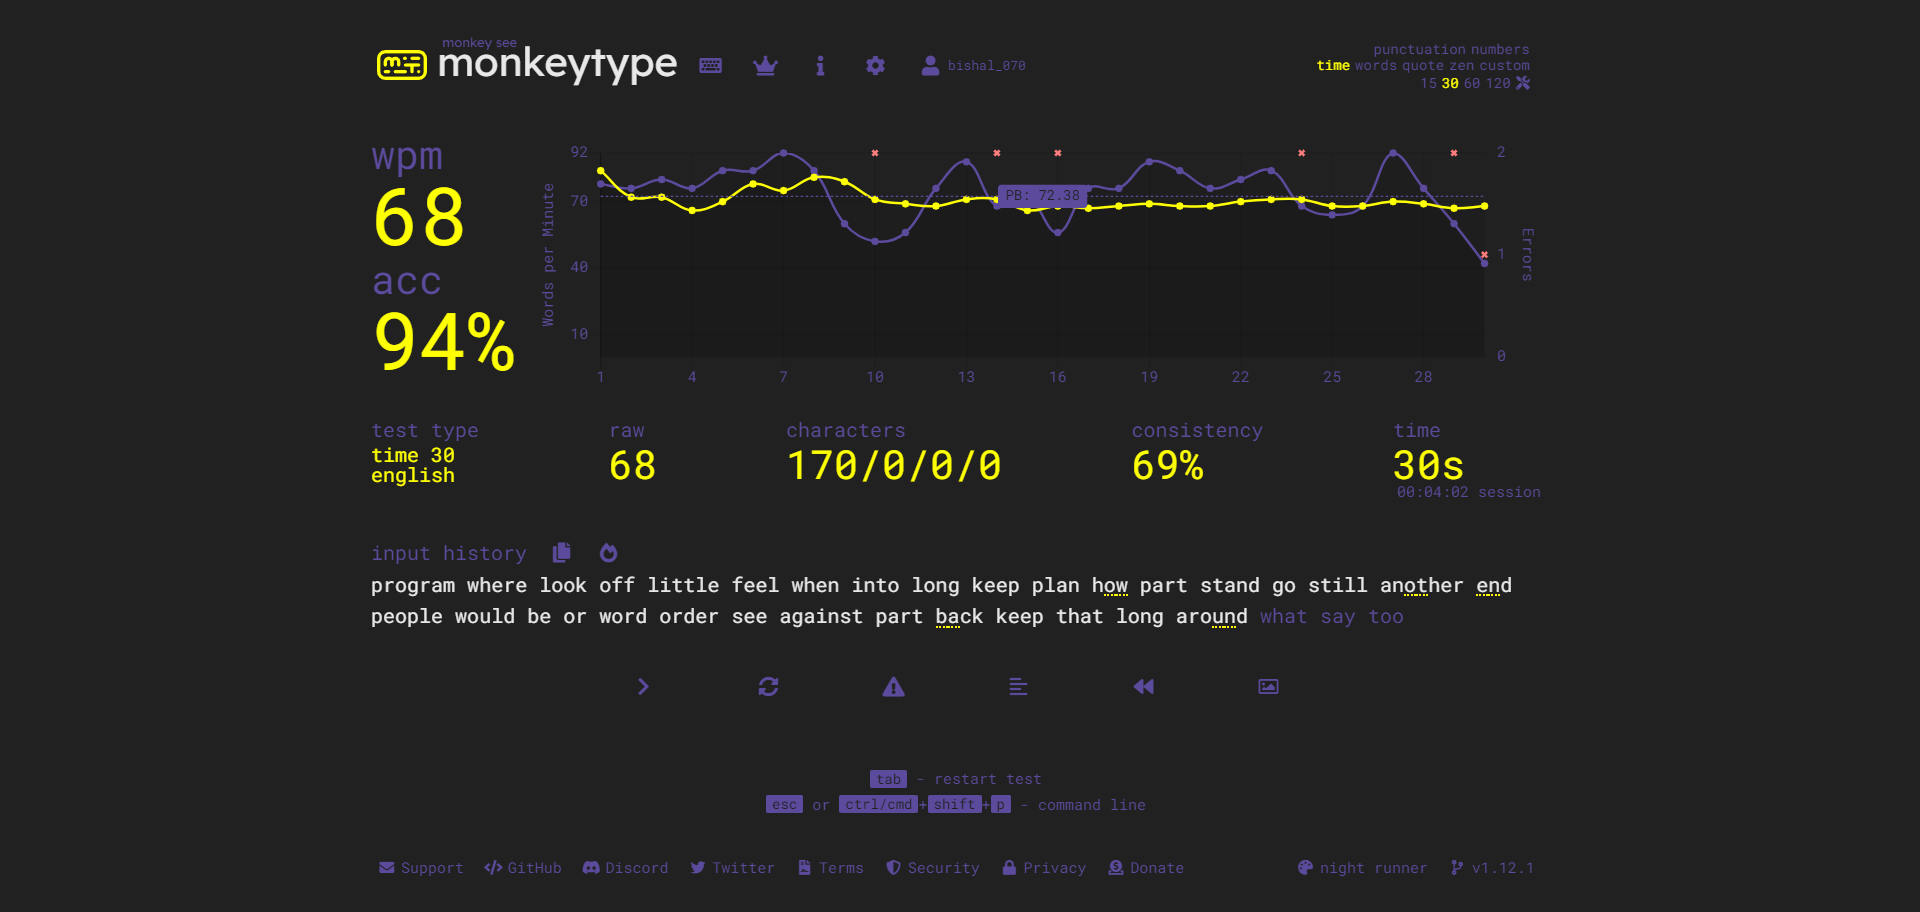 monkey see
monkeytype
bishal_070
punctuation numbers
time words quote zen custom
15 30 60 120
wpm
68
acc
94%
Words per Minute
92
70
40
10
PB: 72.38
2
1
0
Errors
1 4 7 10 13 16 19 22 25 28
test type
time 30
english
raw
68
characters
170/0/0/0
consistency
69%
time
30s
00:04:02 session
input history
program where look off little feel when into long keep plan how part stand go still another end
people would be or word order see against part back keep that long around what say too
tab - restart test
esc or ctrl/cmd+shift+p - command line
Support GitHub Discord Twitter Terms Security Privacy Donate night runner v1.12.1